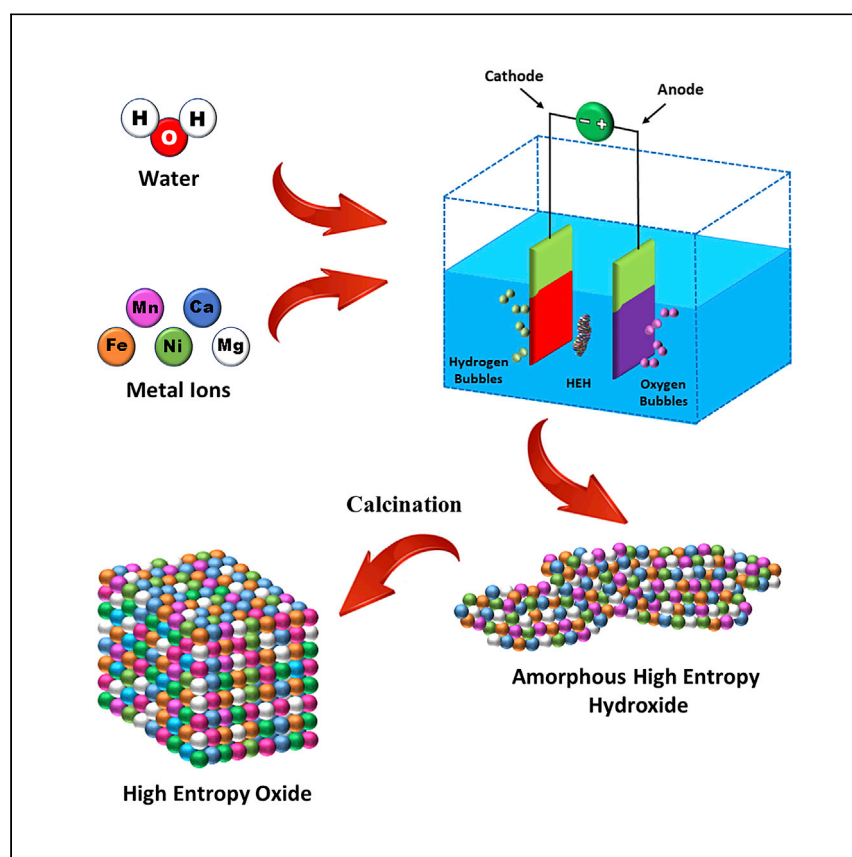 H H
O
Water
Mn Ca
Fe Ni Mg
Metal Ions
Cathode
Anode
− +
Hydrogen
Bubbles
HEH
Oxygen
Bubbles
Calcination
Amorphous High Entropy
Hydroxide
High Entropy Oxide